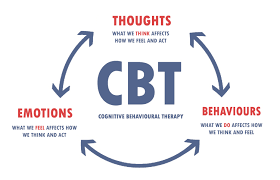 THOUGHTS
WHAT WE THINK AFFECTS
HOW WE FEEL AND ACT
CBT
COGNITIVE BEHAVIOURAL THERAPY
EMOTIONS
WHAT WE FEEL AFFECTS HOW
WE THINK AND ACT
BEHAVIOURS
WHAT WE DO AFFECTS HOW
WE THINK AND FEEL